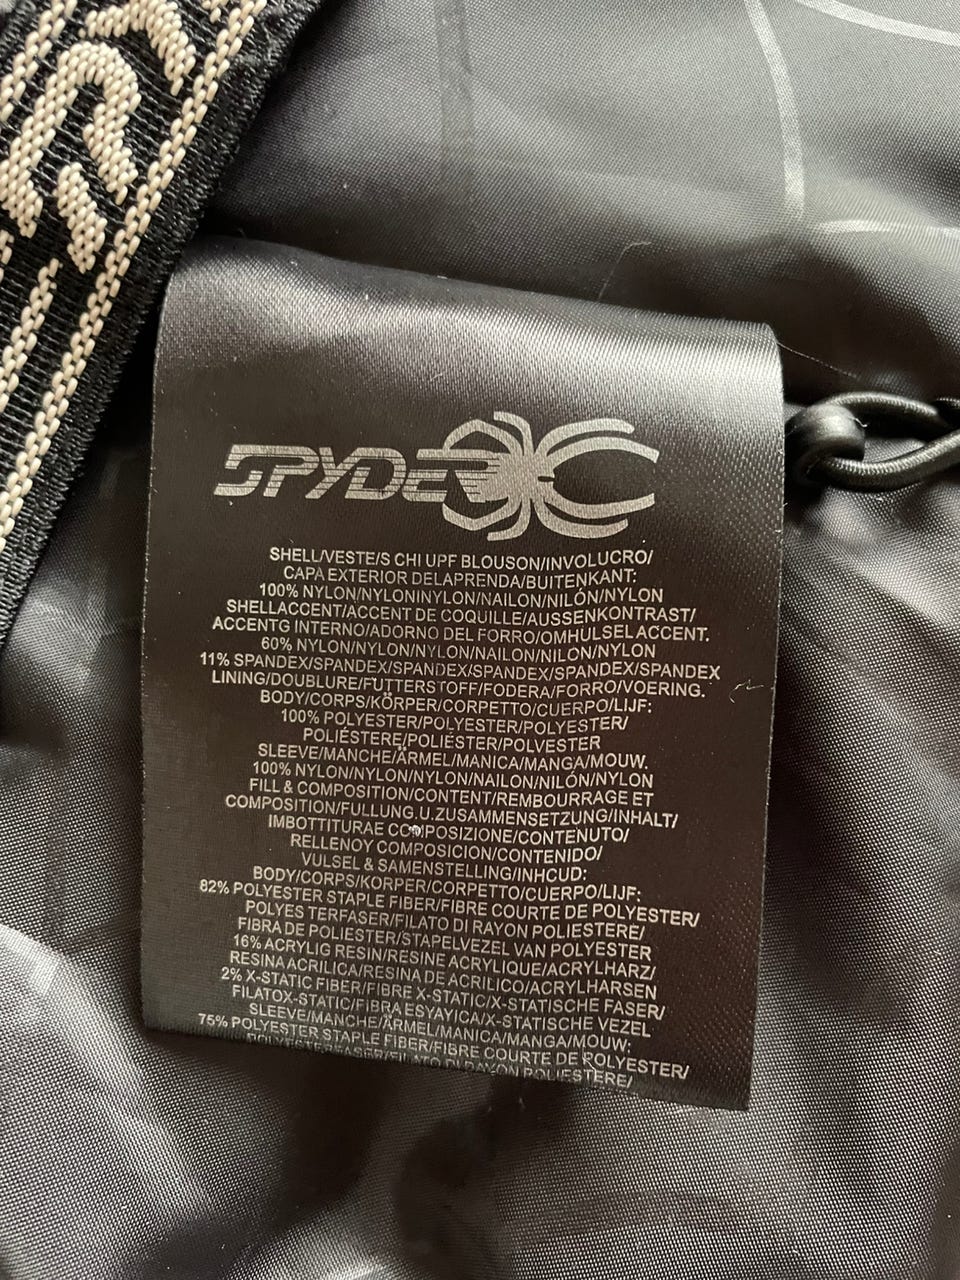 SPYDER
SHELL/VESTE/S CHI UPF BLOUSON/INVOLUCRO/
CAPA EXTERIOR DELAPRENDA/BUITENKANT:
100% NYLON/NYLONINYLON/NAILON/NILÓN/NYLON
SHELLACCENT/ACCENT DE COQUILLE/AUSSENKONTRAST/
ACCENTG INTERNO/ADORNO DEL FORRO/OMHULSEL ACCENT.
60% NYLON/NYLON/NYLON/NAILON/NILON/NYLON
11% SPANDEX/SPANDEX/SPANDEX/SPANDEX/SPANDEX/SPANDEX
LINING/DOUBLURE/FUTTERSTOFF/FODERA/FORRO/VOERING.
BODY/CORPS/KÖRPER/CORPETTO/CUERPO/LIJF:
100% POLYESTER/POLYESTER/POLYESTER/
POLIÉSTERE/POLIÉSTER/POLVESTER
SLEEVE/MANCHE/ÄRMEL/MANICA/MANGA/MOUW.
100% NYLON/NYLON/NYLON/NAILON/NILÓN/NYLON
FILL & COMPOSITION/CONTENT/REMBOURRAGE ET
COMPOSITION/FULLUNG.U.ZUSAMMENSETZUNG/INHALT/
IMBOTTITURAE COMPOSIZIONE/CONTENUTO/
RELLENOY COMPOSICION/CONTENIDO/
VULSEL & SAMENSTELLING/INHCUD:
BODY/CORPS/KORPER/CORPETTO/CUERPO/LIJF:
82% POLYESTER STAPLE FIBER/FIBRE COURTE DE POLYESTER/
POLYES TERFASER/FILATO DI RAYON POLIESTERE/
FIBRA DE POLIESTER/STAPELVEZEL VAN POLYESTER
16% ACRYLIG RESIN/RESINE ACRYLIQUE/ACRYLHARZ/
RESINA ACRILICA/RESINA DE ACRILICO/ACRYLHARSEN
2% X-STATIC FIBER/FIBRE X-STATIC/X-STATISCHE FASER/
FILATOX-STATIC/FIBRA ESYAYICA/X-STATISCHE VEZEL
SLEEVE/MANCHE/ÄRMEL/MANICA/MANGA/MOUW:
75% POLYESTER STAPLE FIBER/FIBRE COURTE DE POLYESTER/
POLYESTEREASER/FILATO DI RAYON POLIESTERE/